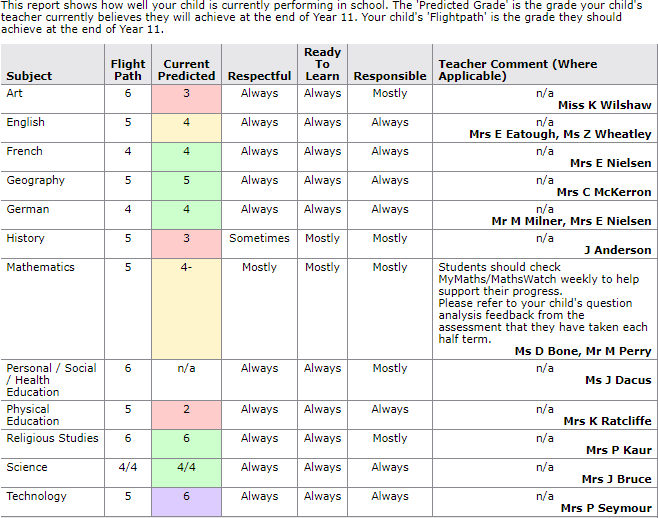 This report shows how well your child is currently performing in school. The 'Predicted Grade' is the grade your child's
teacher currently believes they will achieve at the end of Year 11. Your child's 'Flightpath' is the grade they should
achieve at the end of Year 11.
Subject Flight Path Current Predicted Respectful Ready To Learn Responsible Teacher Comment (Where Applicable)
Art 6 3 Always Always Mostly n/a
Miss K Wilshaw
English 5 4 Always Always Always n/a
Mrs E Eatough, Ms Z Wheatley
French 4 4 Always Always Always n/a
Mrs E Nielsen
Geography 5 5 Always Always Always n/a
Mrs C McKerron
German 4 4 Always Always Always n/a
Mr M Milner, Mrs E Nielsen
History 5 3 Sometimes Mostly Mostly n/a
J Anderson
Mathematics 5 4- Mostly Mostly Mostly Students should check
MyMaths/MathsWatch weekly to help
support their progress.
Please refer to your child's question
analysis feedback from the
assessment that they have taken each
half term.
Ms D Bone, Mr M Perry
Personal / Social / Health Education 6 n/a Always Always Mostly n/a
Ms J Dacus
Physical Education 5 2 Always Always Always n/a
Mrs K Ratcliffe
Religious Studies 6 6 Always Always Mostly n/a
Mrs P Kaur
Science 4/4 4/4 Always Always Always n/a
Mrs J Bruce
Technology 5 6 Always Always Always n/a
Mrs P Seymour